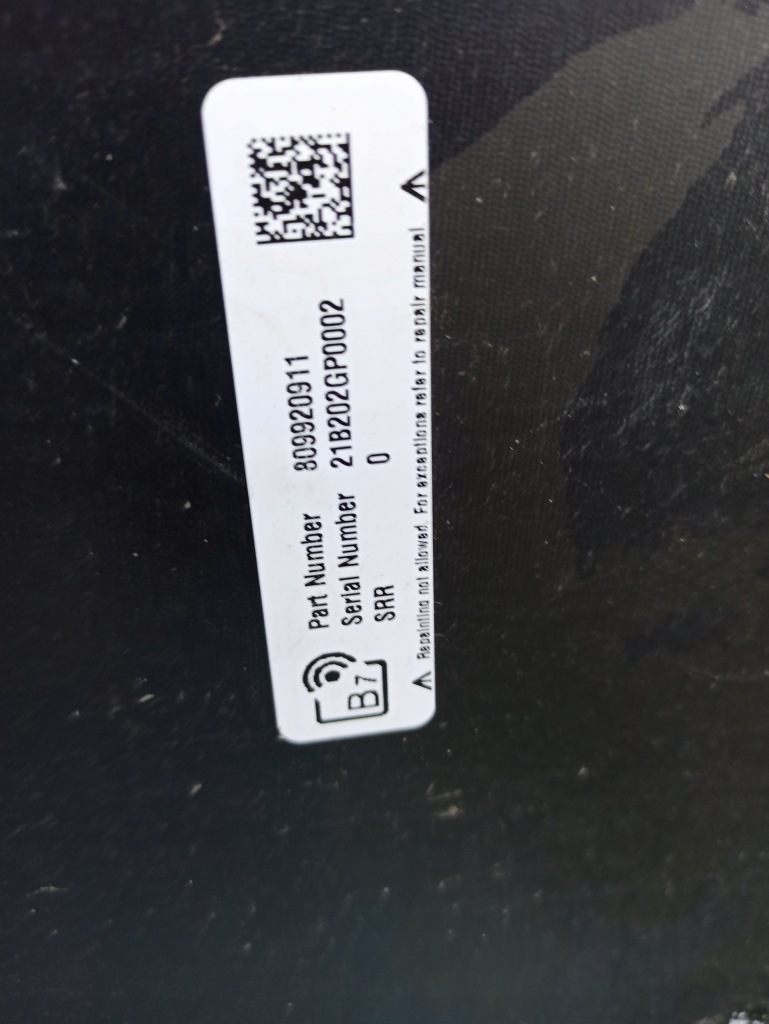 Part Number 809920911
Serial Number 21B202GP0002
SRR 0
Repainting not allowed. For exceptions refer to repair manual
B7